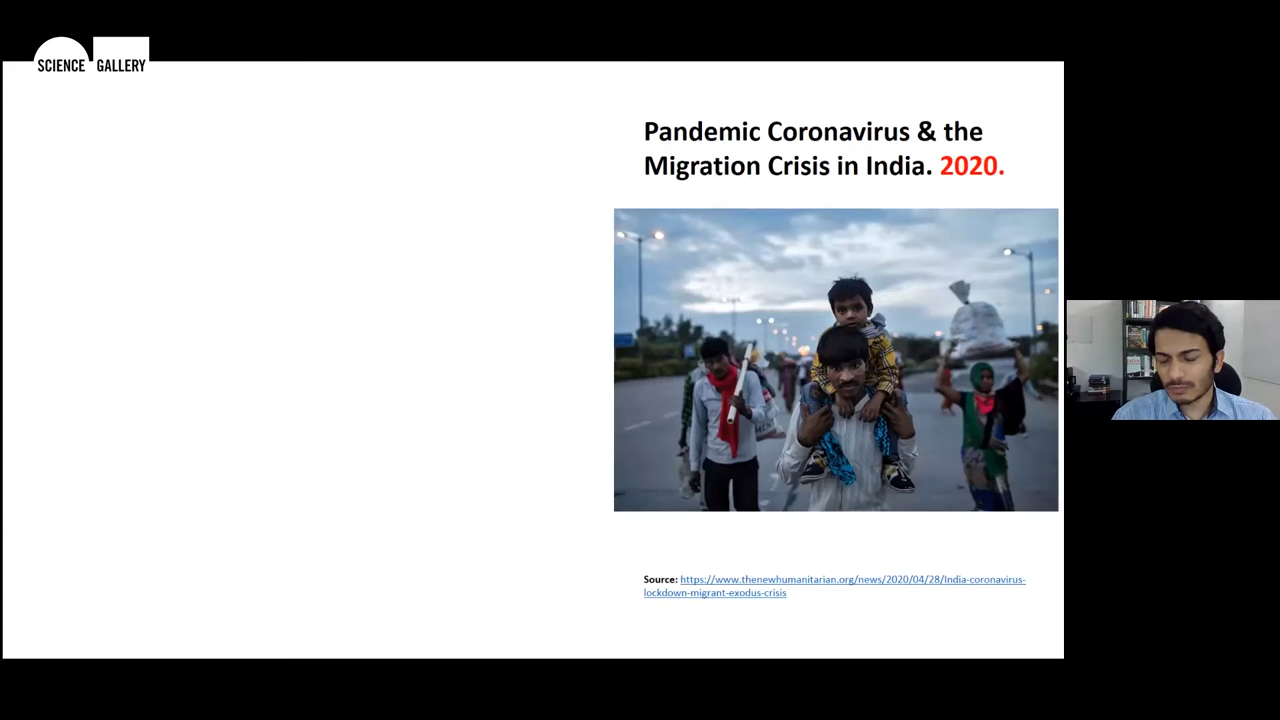 SCIENCE GALLERY
Pandemic Coronavirus & the
Migration Crisis in India. 2020.
Source: https://www.thenewhumanitarian.org/news/2020/04/28/India-coronavirus-
lockdown-migrant-exodus-crisis